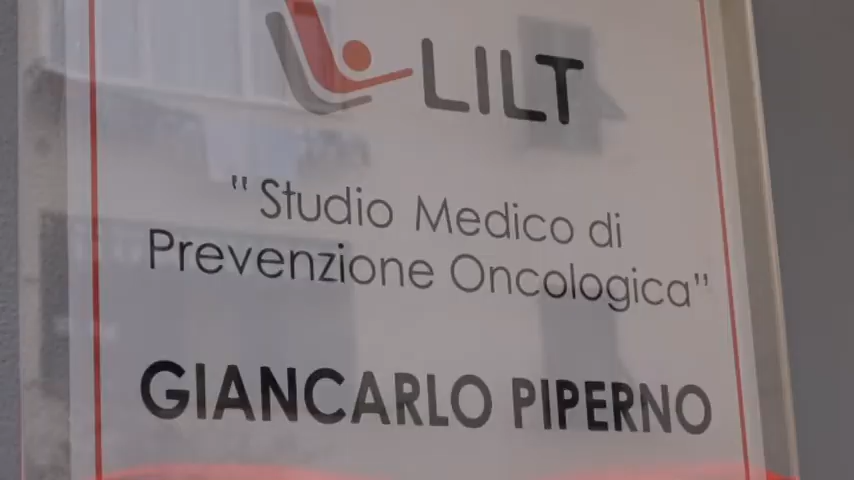 LILT
"Studio Medico di
Prevenzione Oncologica"
GIANCARLO PIPERNO